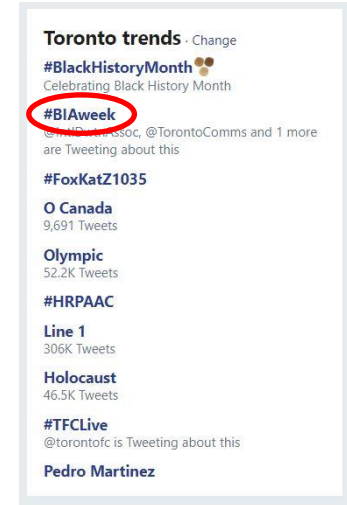 Toronto trends · Change
#BlackHistoryMonth
Celebrating Black History Month
#BIAweek
@IntlDwtnAssoc, @TorontoComms and 1 more
are Tweeting about this
#FoxKatZ1035
O Canada
9,691 Tweets
Olympic
52.2K Tweets
#HRPAAC
Line 1
306K Tweets
Holocaust
46.5K Tweets
#TFCLive
@torontofc is Tweeting about this
Pedro Martinez